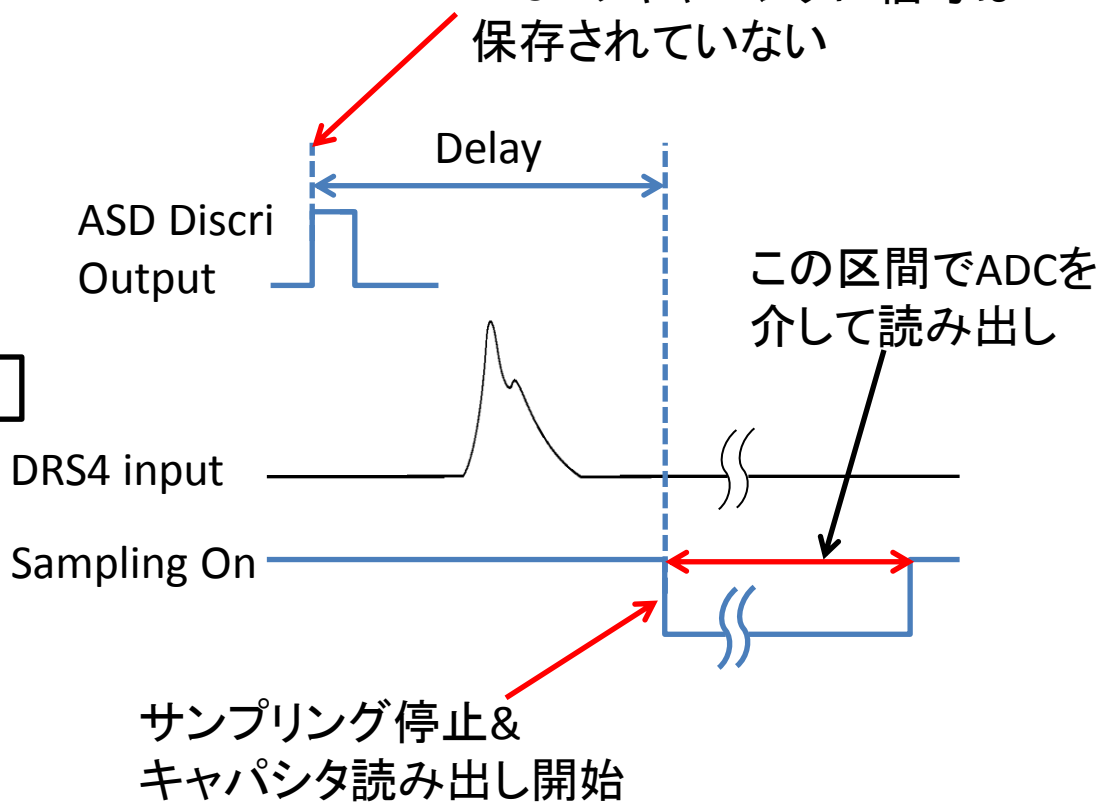 保存されていない
Delay
ASD Discri
Output
この区間でADCを
介して読み出し
DRS4 input
Sampling On
サンプリング停止&
キャパシタ読み出し開始